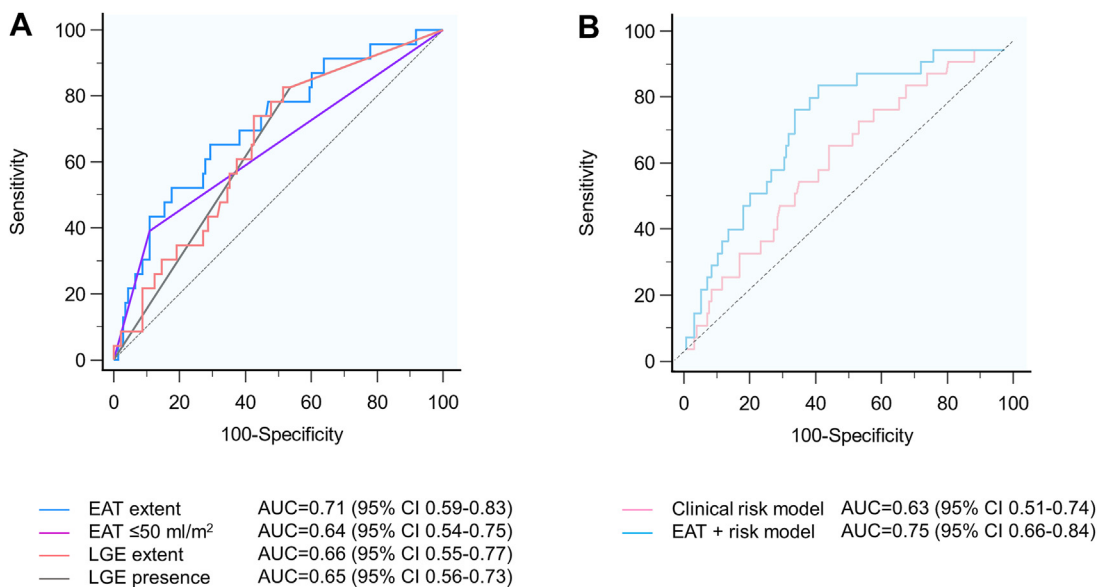 A
B
100
80
60
40
20
0
Sensitivity
0 20 40 60 80 100
100-Specificity
100
80
60
40
20
0
Sensitivity
0 20 40 60 80 100
100-Specificity
EAT extent AUC=0.71 (95% CI 0.59-0.83)
EAT ≤50 ml/m² AUC=0.64 (95% CI 0.54-0.75)
LGE extent AUC=0.66 (95% CI 0.55-0.77)
LGE presence AUC=0.65 (95% CI 0.56-0.73)
Clinical risk model AUC=0.63 (95% CI 0.51-0.74)
EAT + risk model AUC=0.75 (95% CI 0.66-0.84)